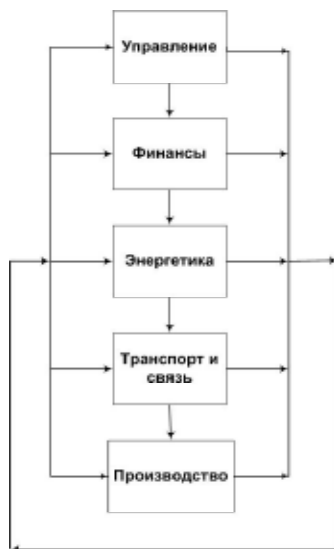 Управление
Финансы
Энергетика
Транспорт и
связь
Производство